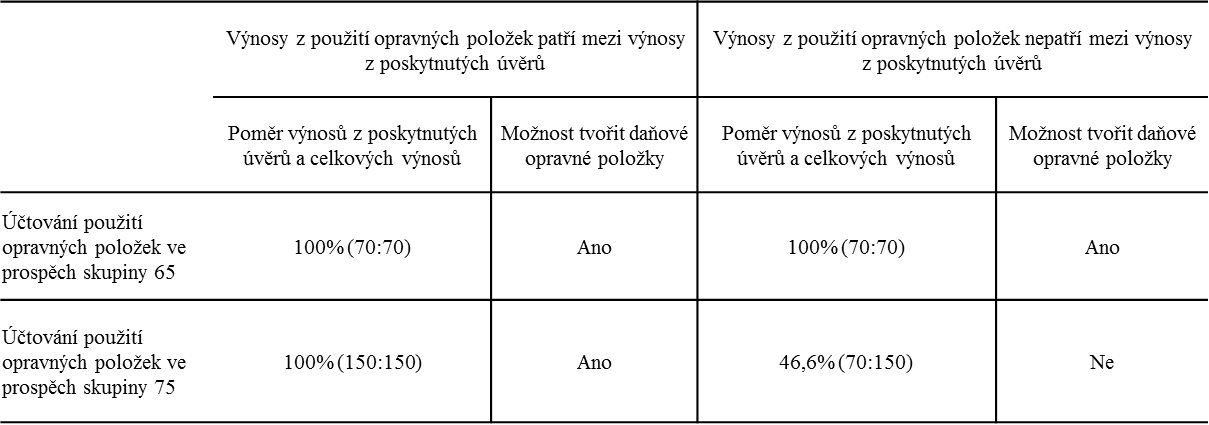 Výnosy z použití opravných položek patří mezi výnosy
z poskytnutých úvěrů
Výnosy z použití opravných položek nepatří mezi výnosy
z poskytnutých úvěrů
Poměr výnosů z poskytnutých
úvěrů a celkových výnosů
Možnost tvořit daňové
opravné položky
Poměr výnosů z poskytnutých
úvěrů a celkových výnosů
Možnost tvořit daňové
opravné položky
Účtování použití
opravných položek ve
prospěch skupiny 65
100% (70:70)
Ano
100% (70:70)
Ano
Účtování použití
opravných položek ve
prospěch skupiny 75
100% (150:150)
Ano
46,6% (70:150)
Ne